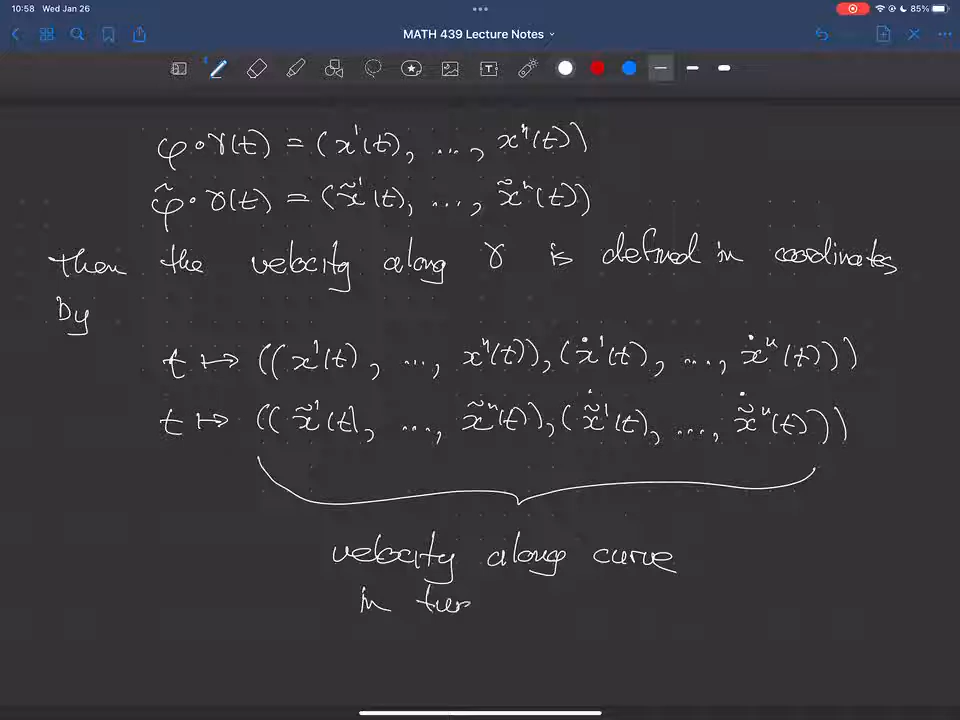 10:58 Wed Jan 26
85%
MATH 439 Lecture Notes
φ∘γ(t) = (x¹(t), ..., xⁿ(t))
φ̃∘γ(t) = (x̃¹(t), ..., x̃ⁿ(t))
Then the velocity along γ is defined in coordinates
by
t ↦ ((x¹(t), ..., xⁿ(t)), (ẋ¹(t), ..., ẋⁿ(t)))
t ↦ ((x̃¹(t), ..., x̃ⁿ(t)), (x̃̇¹(t), ..., x̃̇ⁿ(t)))
velocity along curve
in